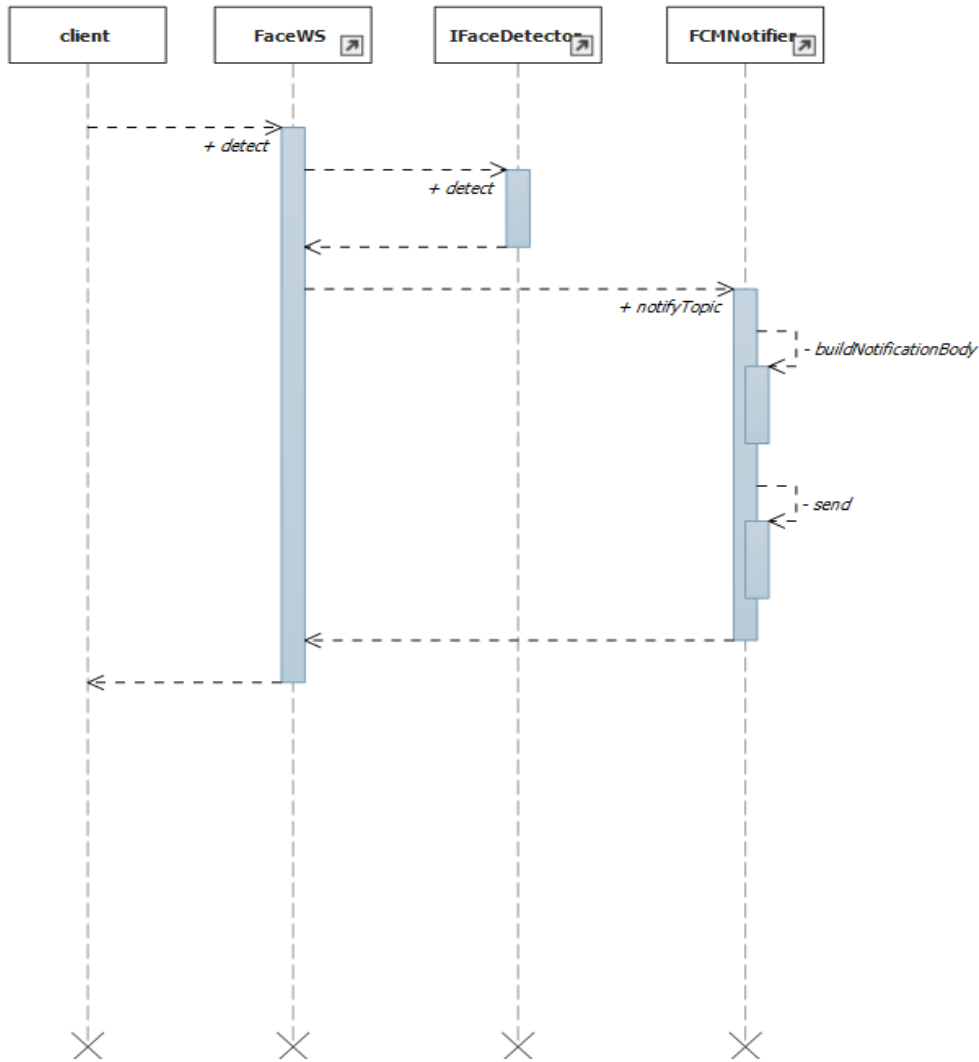 client
FaceWS
IFaceDetector
FCMNotifier
+ detect
+ detect
+ notifyTopic
- buildNotificationBody
- send